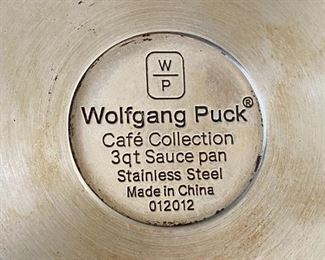 W
P
Wolfgang Puck®
Café Collection
3qt Sauce pan
Stainless Steel
Made in China
012012